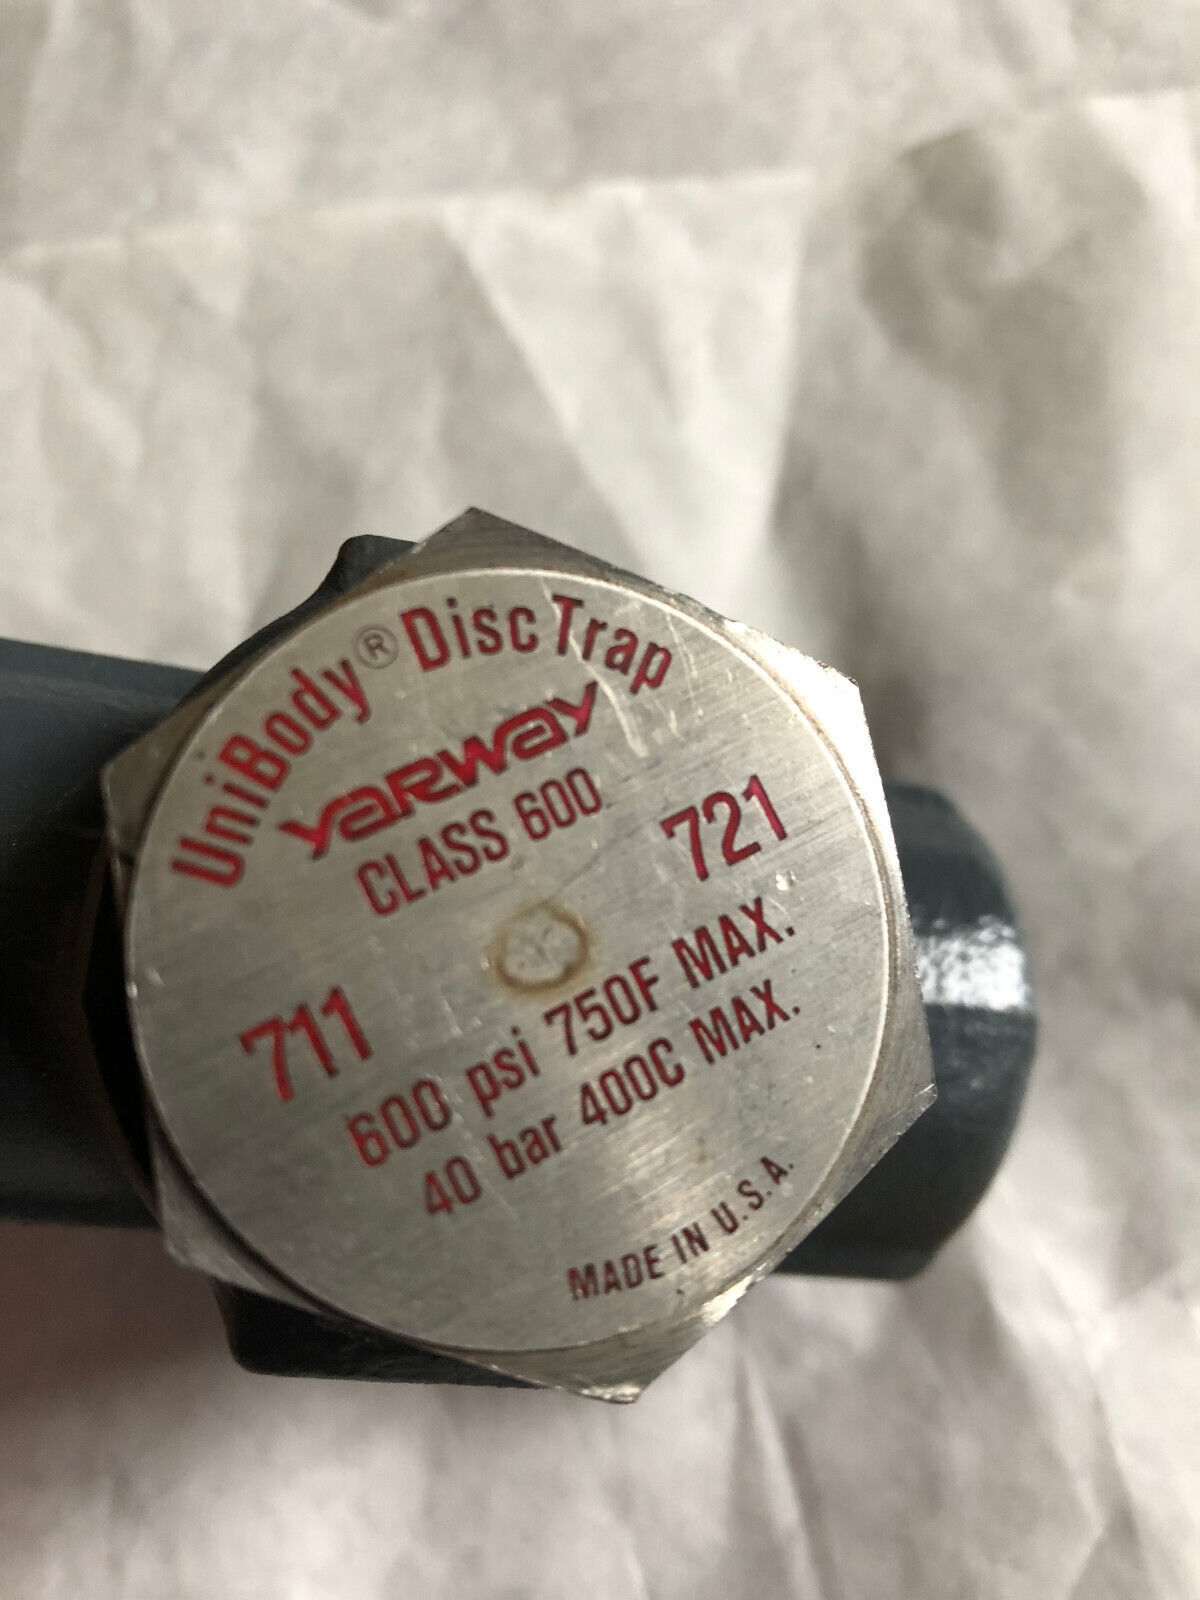 UniBody® Disc Trap
YARWAY
CLASS 600
711
721
600 psi 750F MAX.
40 bar 400C MAX.
MADE IN U.S.A.